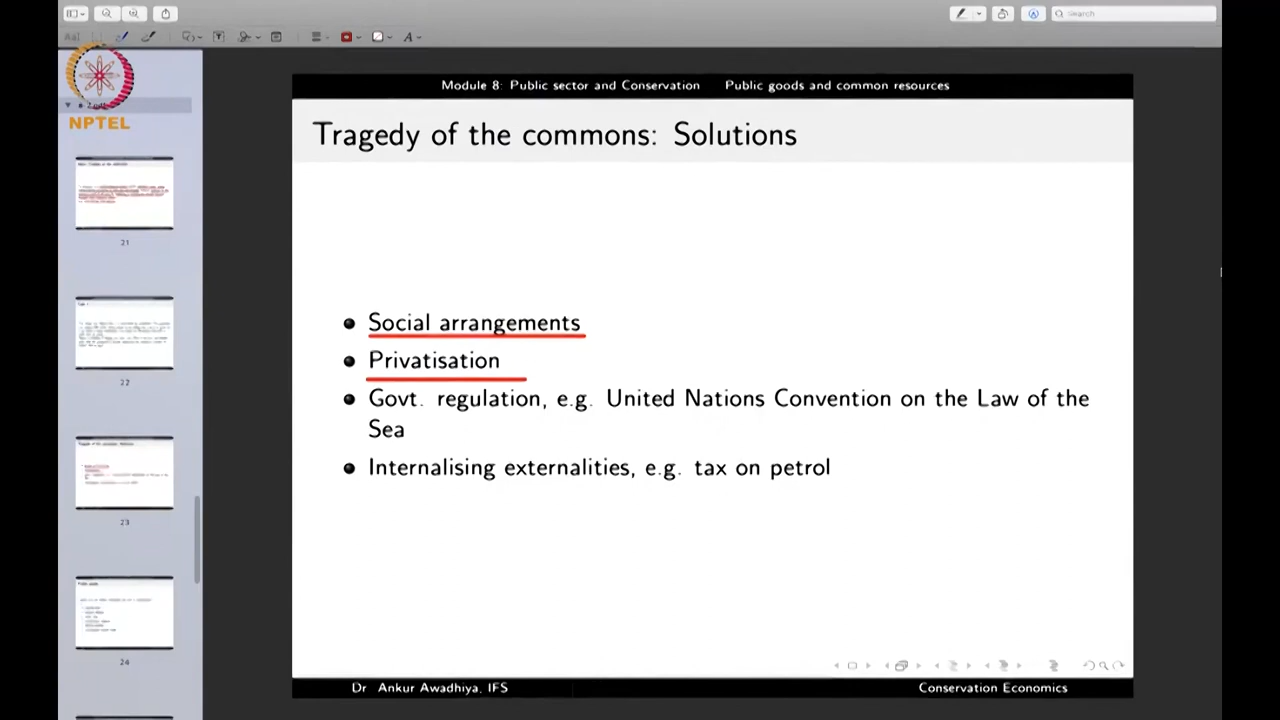 Search
NPTEL
Module 8: Public sector and Conservation Public goods and common resources
Tragedy of the commons: Solutions
Social arrangements
Privatisation
Govt. regulation, e.g. United Nations Convention on the Law of the
Sea
Internalising externalities, e.g. tax on petrol
21
22
23
24
Dr Ankur Awadhiya, IFS Conservation Economics